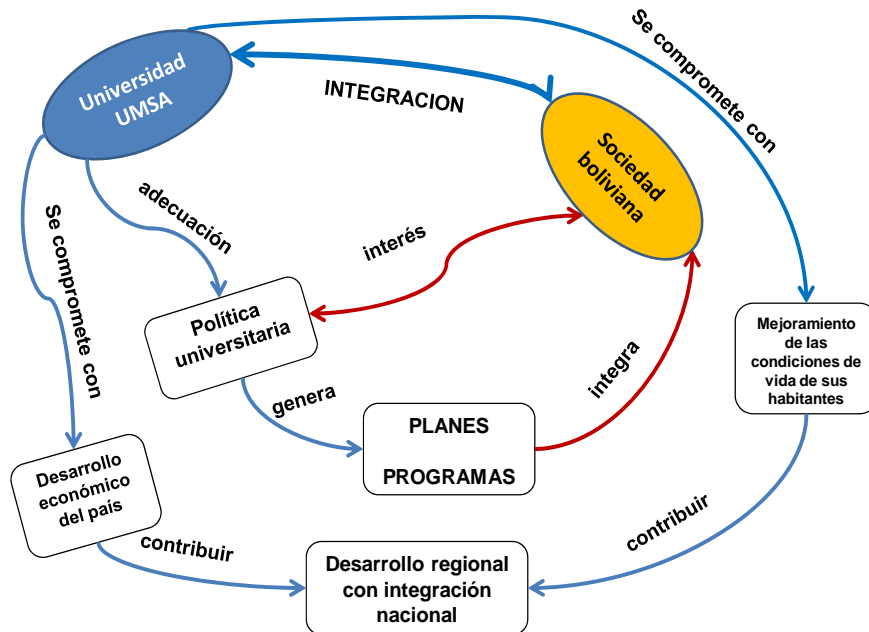 Universidad
UMSA
INTEGRACION
Se compromete con
Sociedad
boliviana
adecuación
Se compromete con
interés
Política
universitaria
Mejoramiento
de las
condiciones de
vida de sus
habitantes
integra
genera
PLANES
PROGRAMAS
Desarrollo
económico
del país
contribuir
contribuir
Desarrollo regional
con integración
nacional